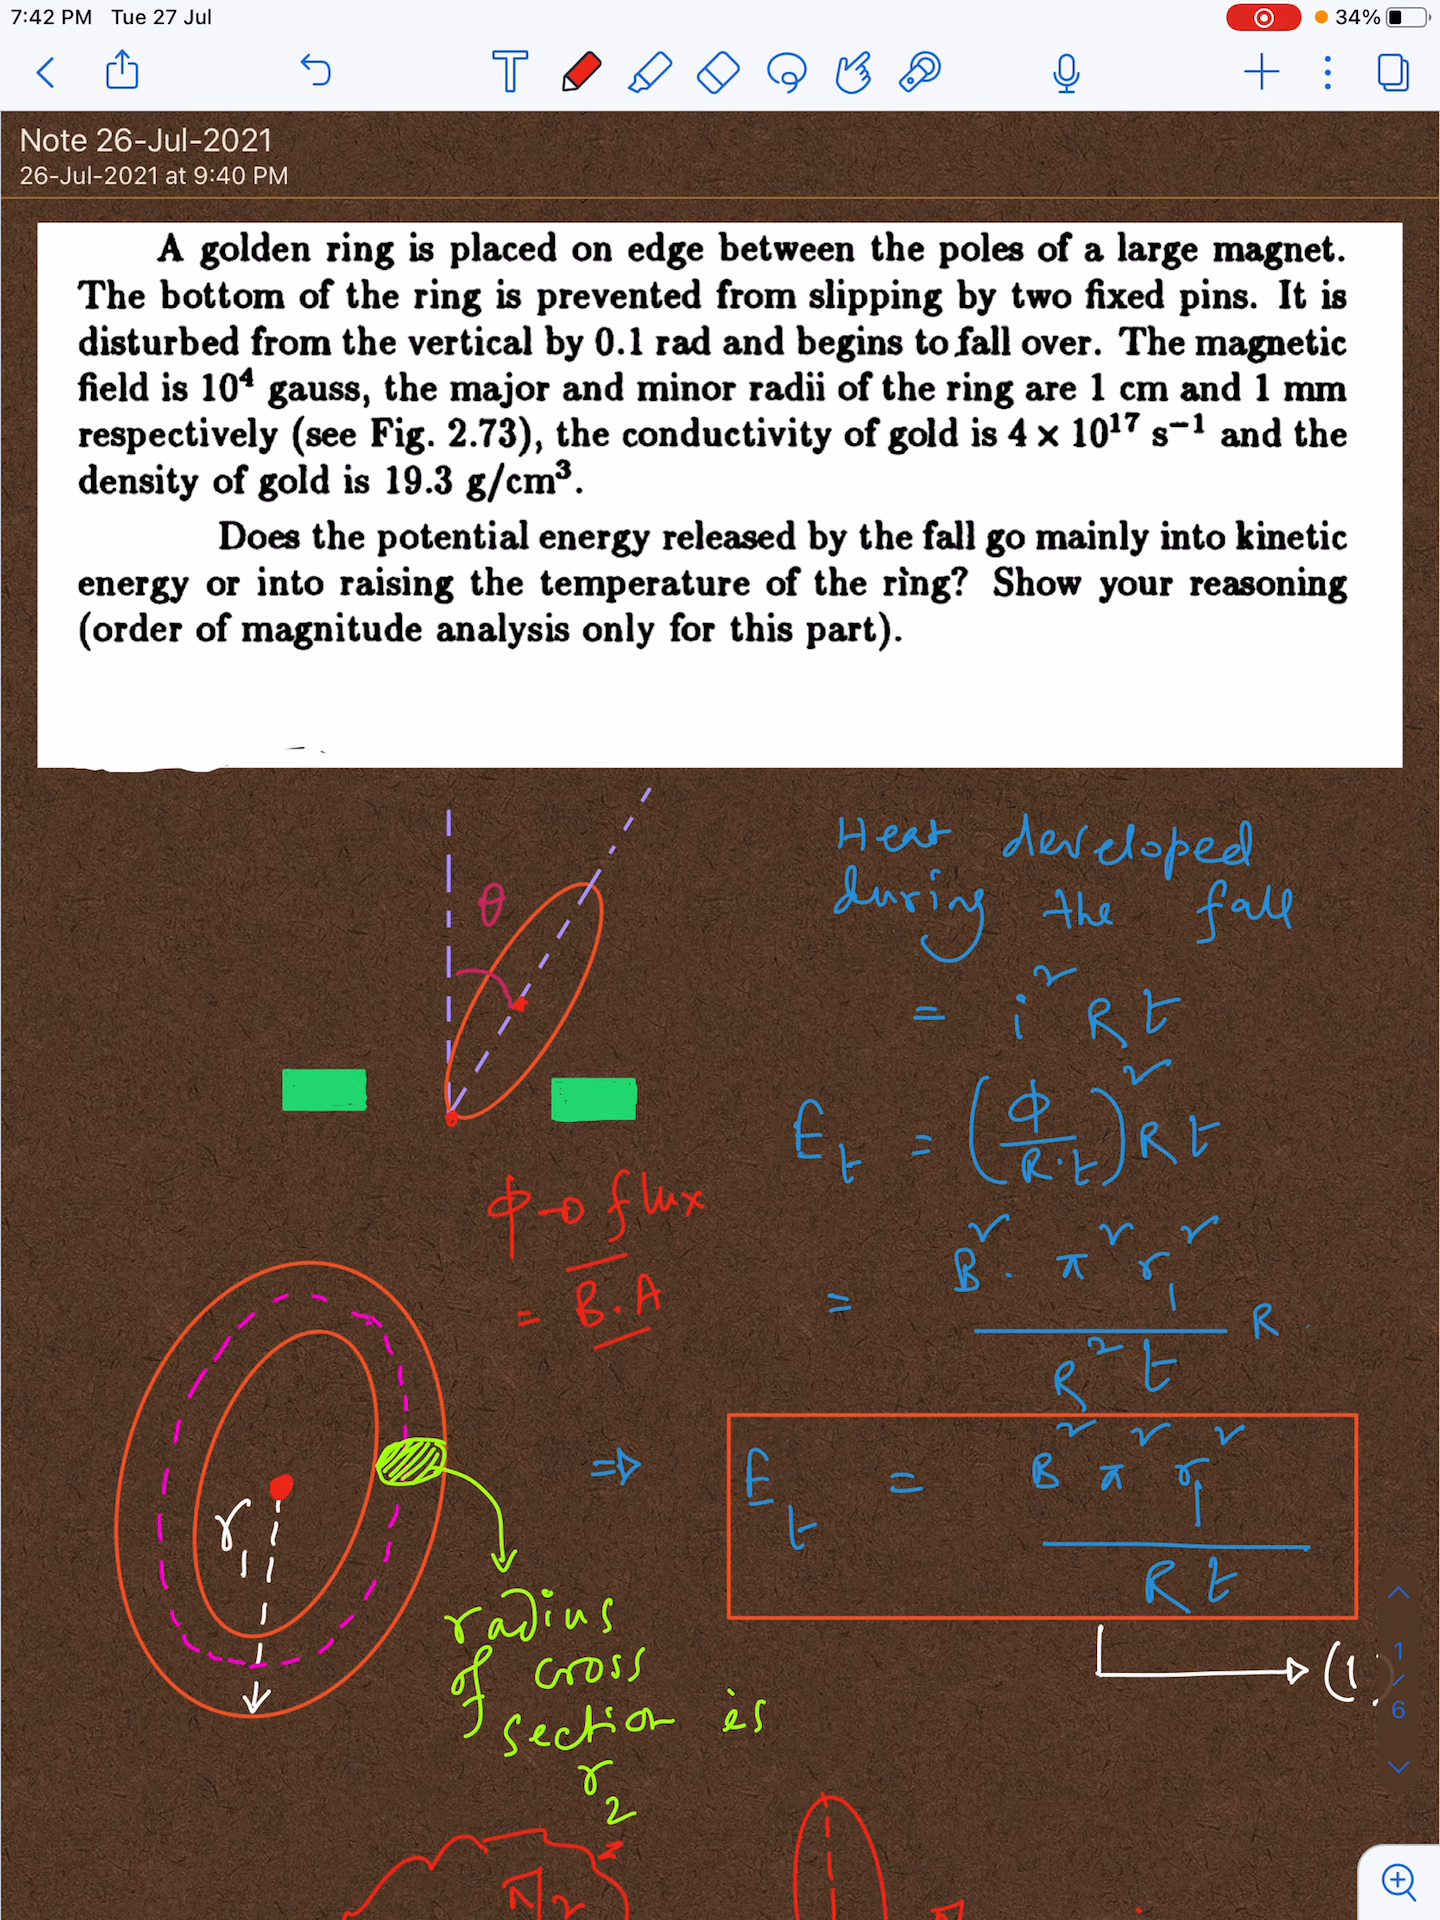 7:42 PM Tue 27 Jul
34%
T
Note 26-Jul-2021
26-Jul-2021 at 9:40 PM
A golden ring is placed on edge between the poles of a large magnet.
The bottom of the ring is prevented from slipping by two fixed pins. It is
disturbed from the vertical by 0.1 rad and begins to fall over. The magnetic
field is 10⁴ gauss, the major and minor radii of the ring are 1 cm and 1 mm
respectively (see Fig. 2.73), the conductivity of gold is 4 × 10¹⁷ s⁻¹ and the
density of gold is 19.3 g/cm³.
Does the potential energy released by the fall go mainly into kinetic
energy or into raising the temperature of the ring? Show your reasoning
(order of magnitude analysis only for this part).
θ
Heat developed
during the fall
= i² R t
E_t = (ϕ / R·t)² R t
ϕ → flux
= B.A
= B² · π² r₁² / R² t R
r₁
⇒ E_t = B² π² r₁² / R t
→ (1)
radius
of cross
section is
r₂
1
/
6
π/2